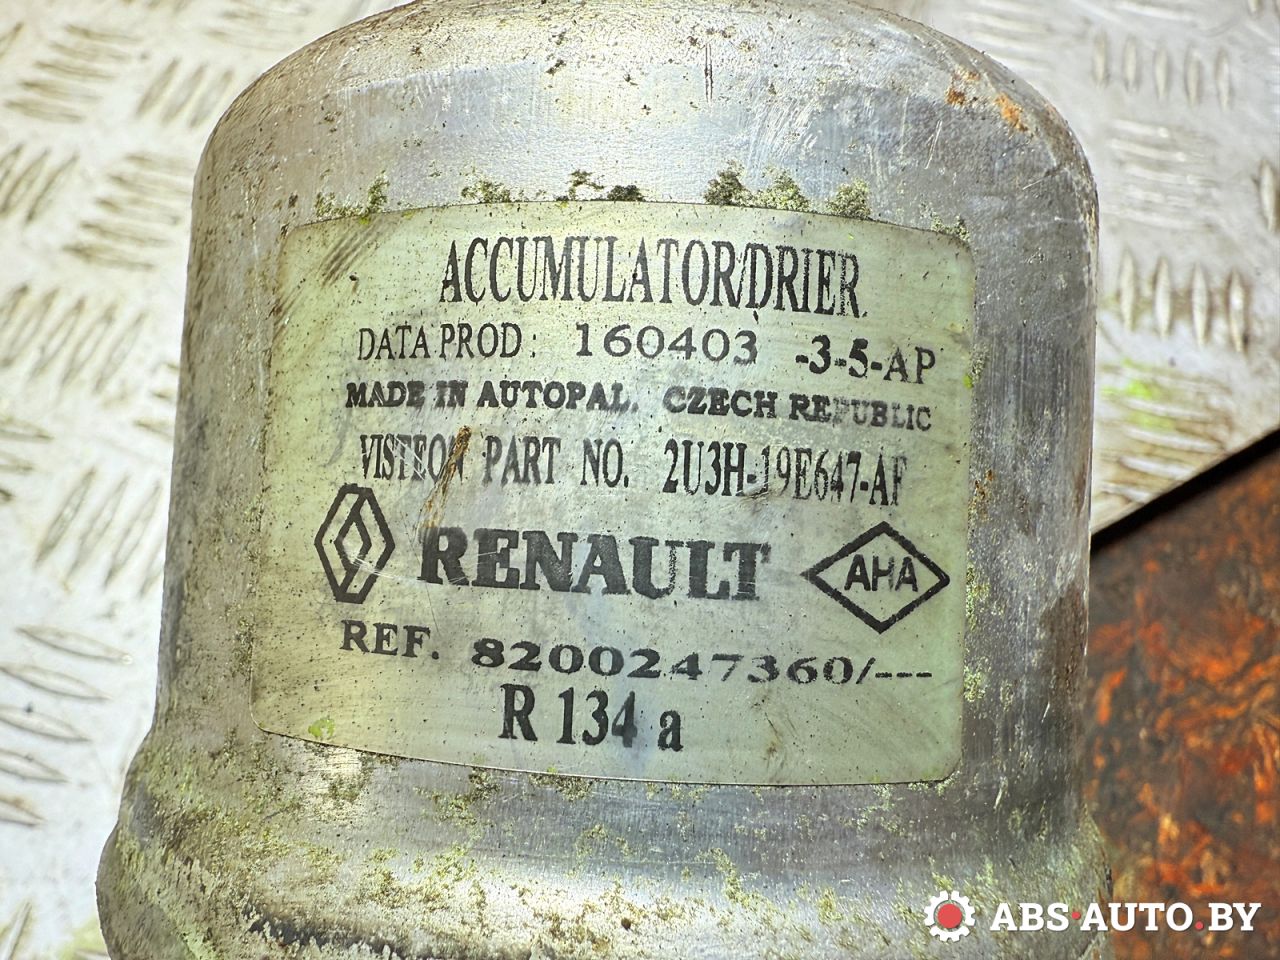 ACCUMULATOR/DRIER
DATA PROD: 160403 -3-5-AP
MADE IN AUTOPAL. CZECH REPUBLIC
VISTEON PART NO. 2U3H-19E647-AF
RENAULT AHA
REF. 8200247360/---
R 134 a
ABS·AUTO.BY